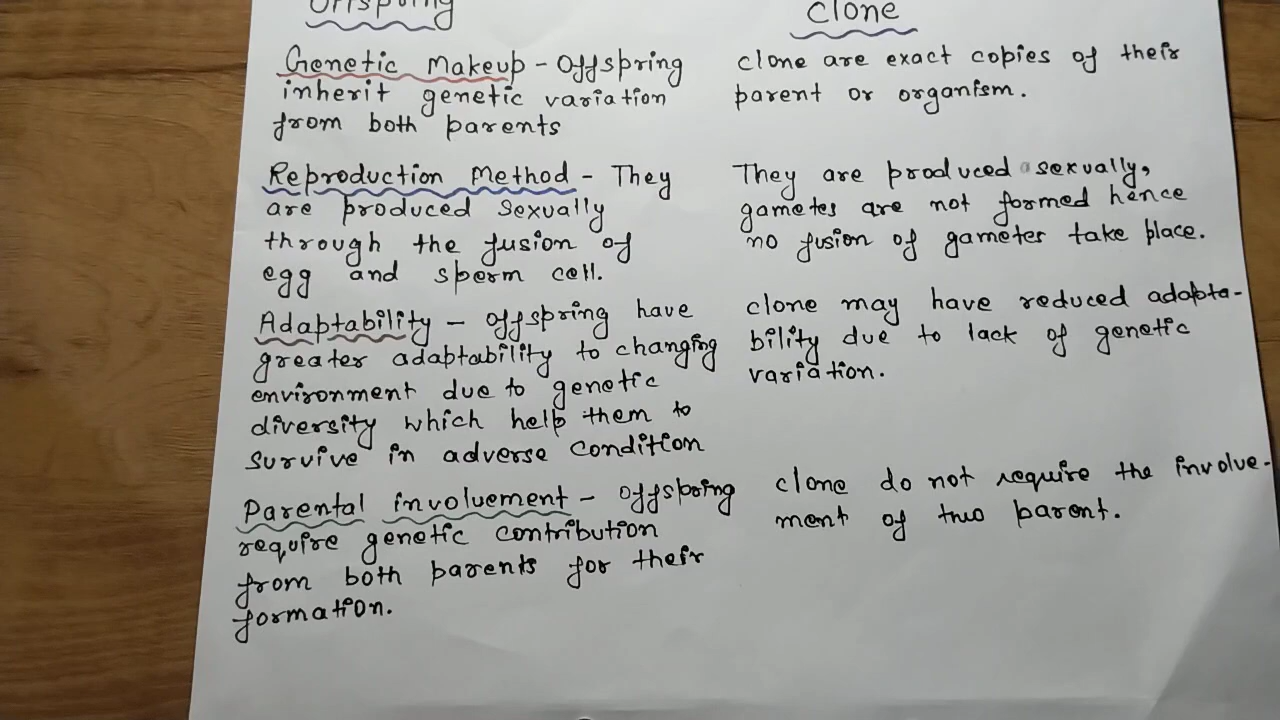 Offspring
Genetic Makeup - Offspring
inherit genetic variation
from both parents
Reproduction Method - They
are produced sexually
through the fusion of
egg and sperm cell.
Adaptability - offspring have
greater adaptability to changing
environment due to genetic
diversity which help them to
survive in adverse condition
Parental involvement - offspring
require genetic contribution
from both parents for their
formation.
Clone
clone are exact copies of their
parent or organism.
They are produced asexually,
gametes are not formed hence
no fusion of gametes take place.
clone may have reduced adapta-
bility due to lack of genetic
variation.
clone do not require the involve-
ment of two parent.